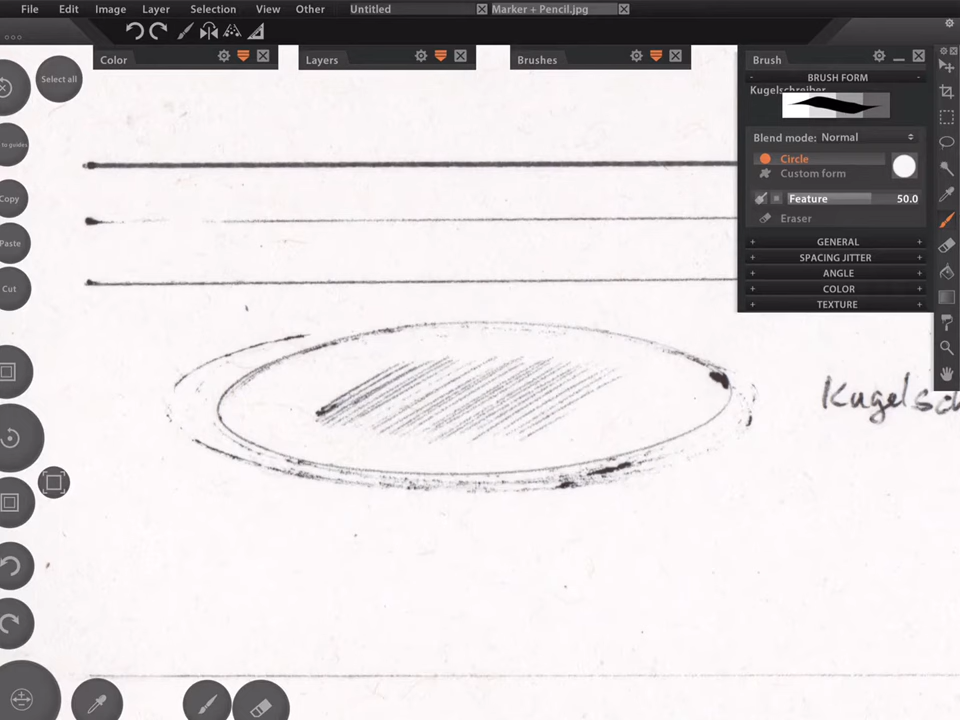 File Edit Image Layer Selection View Other Untitled Marker + Pencil.jpg
Select all
to guides
Copy
Paste
Cut
Color
Layers
Brushes
Brush
- BRUSH FORM -
Kugelschreiber
Blend mode: Normal
Circle
Custom form
Feature 50.0
Eraser
+ GENERAL +
+ SPACING JITTER +
+ ANGLE +
+ COLOR +
+ TEXTURE +
Kugelsch